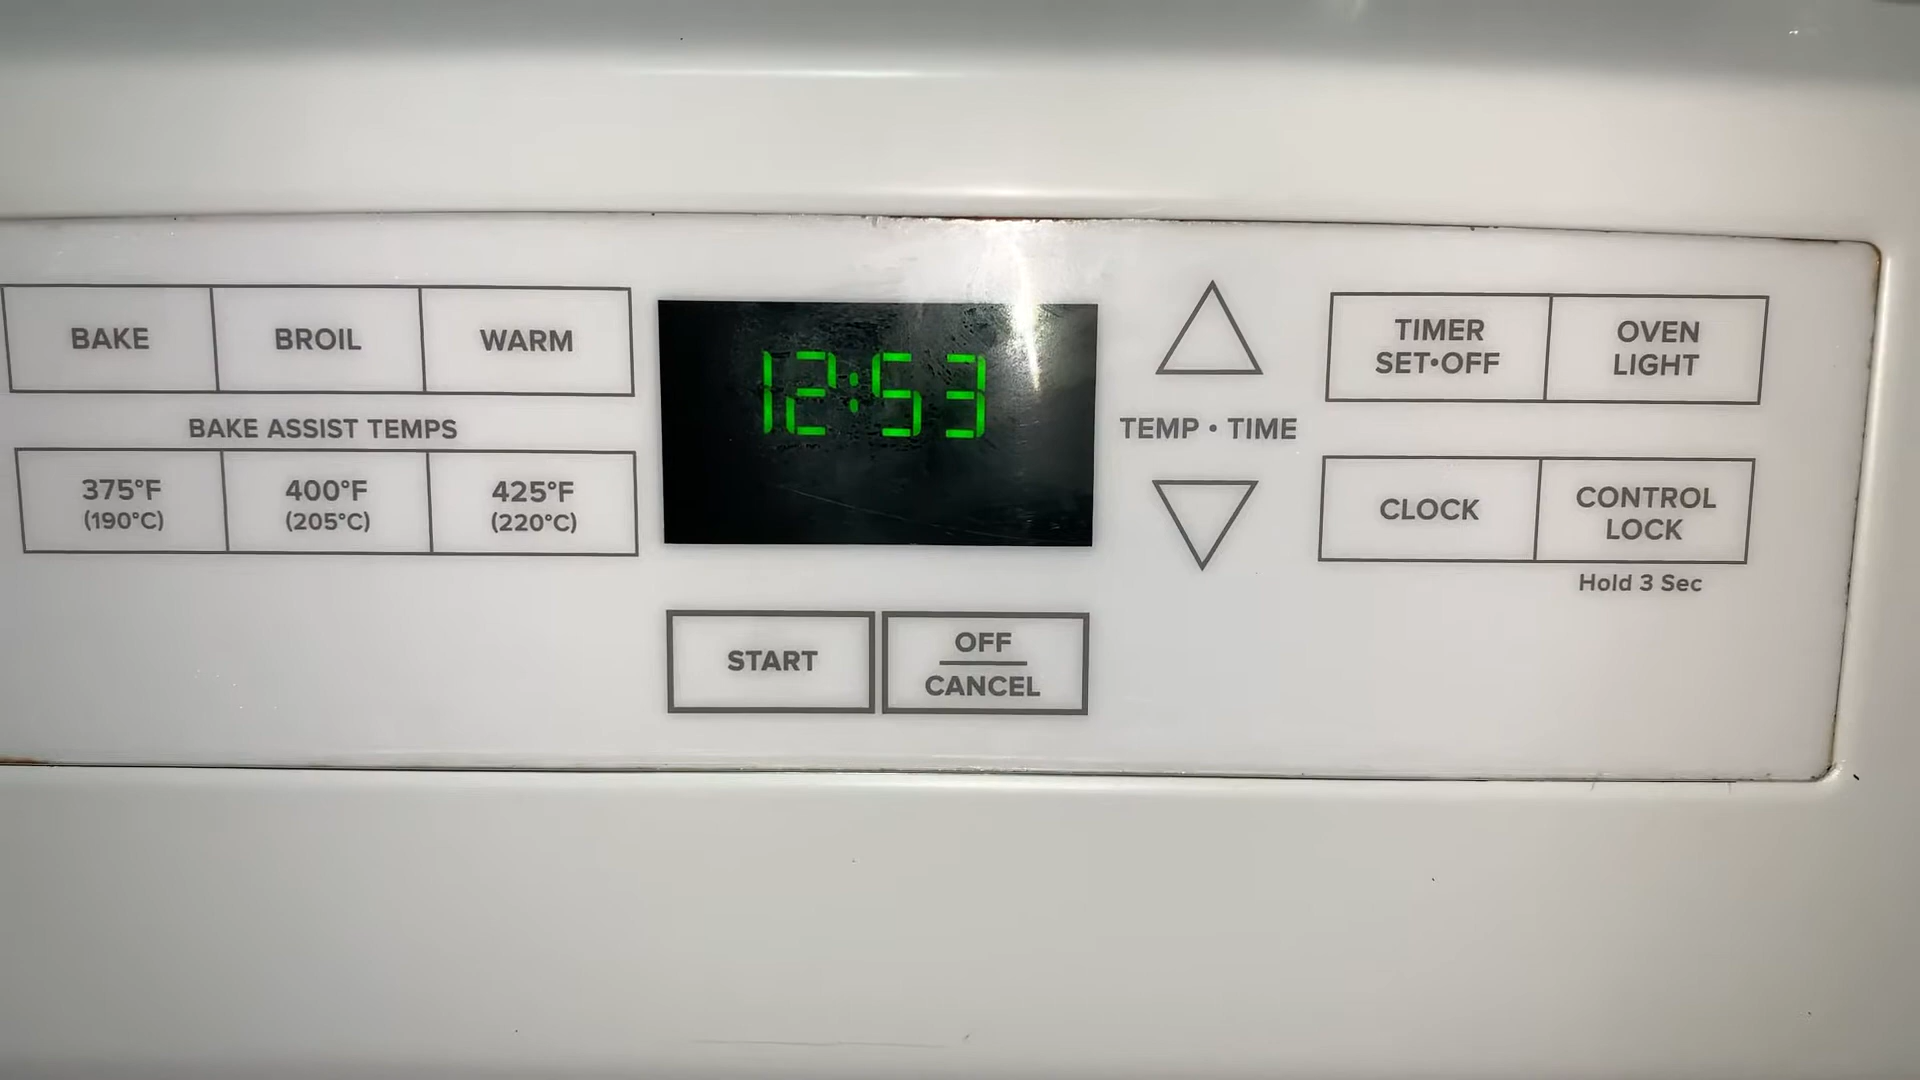 BAKE
BROIL
WARM
BAKE ASSIST TEMPS
375°F
(190°C)
400°F
(205°C)
425°F
(220°C)
12:53
START
OFF
CANCEL
TEMP • TIME
TIMER
SET•OFF
OVEN
LIGHT
CLOCK
CONTROL
LOCK
Hold 3 Sec